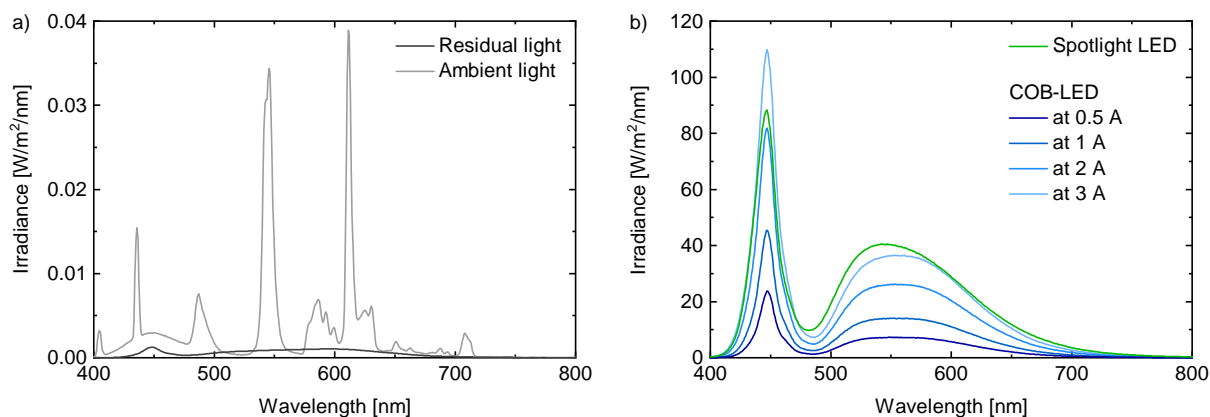 a)
Irradiance [W/m²/nm]
0.04
0.03
0.02
0.01
0.00
Residual light
Ambient light
400 500 600 700 800
Wavelength [nm]
b)
Irradiance [W/m²/nm]
120
100
80
60
40
20
0
Spotlight LED
COB-LED
at 0.5 A
at 1 A
at 2 A
at 3 A
400 500 600 700 800
Wavelength [nm]